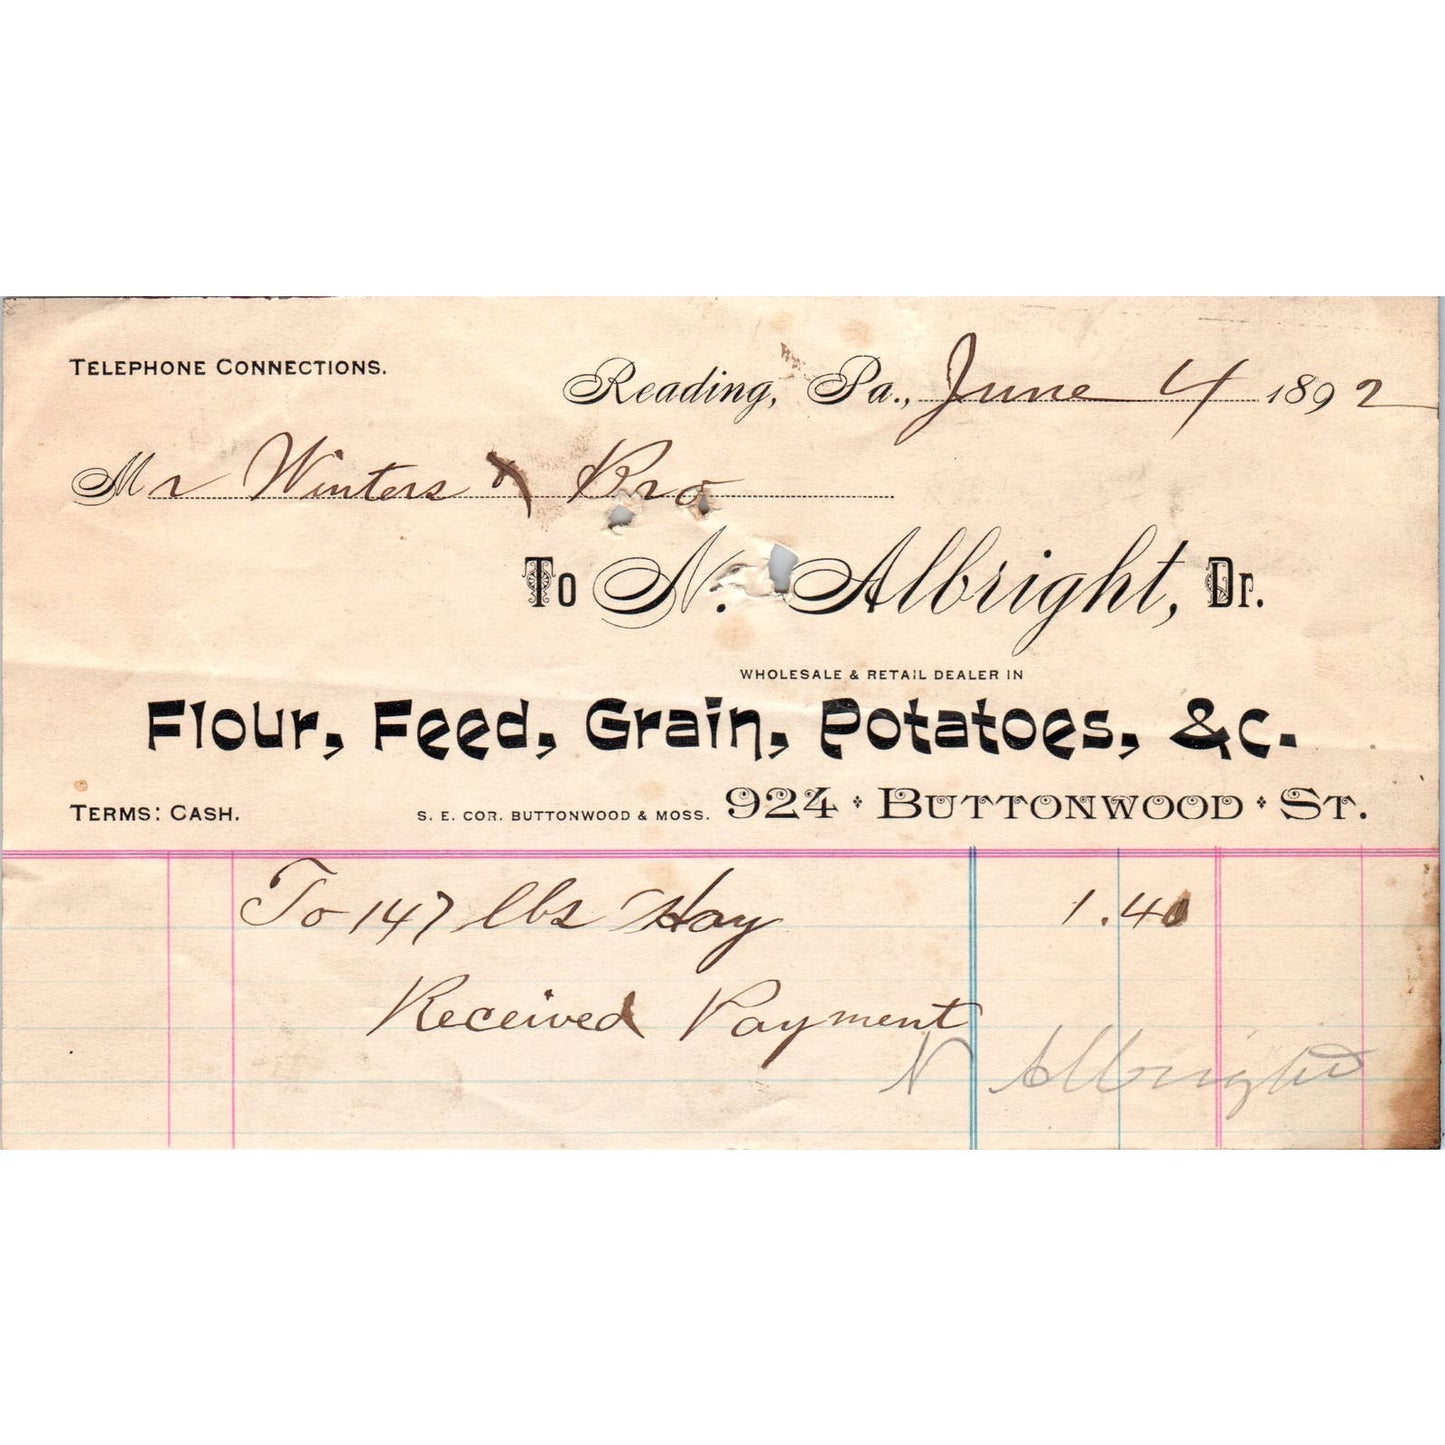 TELEPHONE CONNECTIONS.
Reading, Pa., June 4 1892
Mr Winters & Bro
To N. Albright, Dr.
WHOLESALE & RETAIL DEALER IN
Flour, Feed, Grain, Potatoes, &c.
TERMS: CASH. S. E. COR. BUTTONWOOD & MOSS. 924 BUTTONWOOD ST.
To 147 lbs Hay 1.40
Received Payment
N Albright